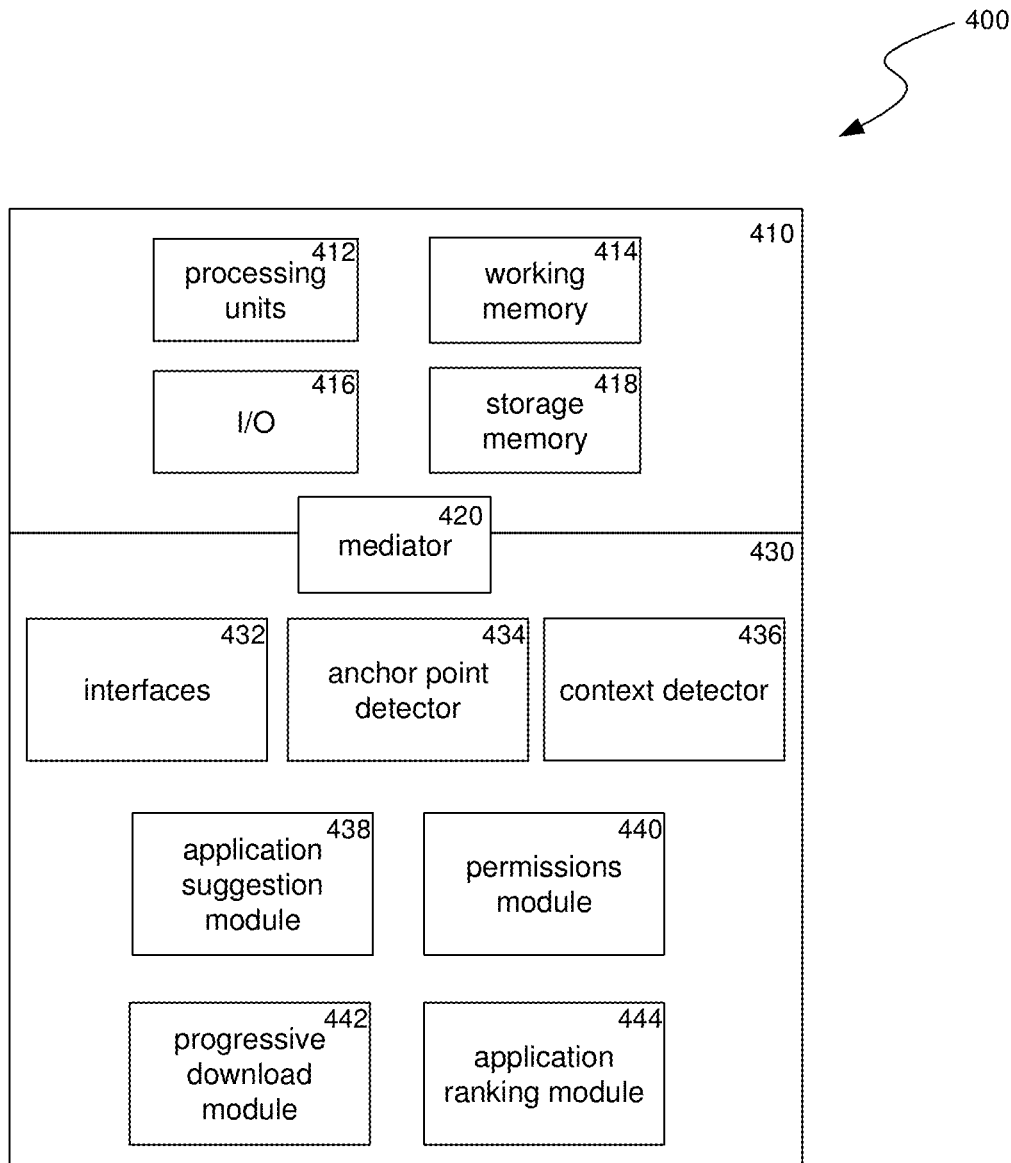 400
410
412
processing
units
414
working
memory
416
I/O
418
storage
memory
420
mediator
430
432
interfaces
434
anchor point
detector
436
context detector
438
application
suggestion
module
440
permissions
module
442
progressive
download
module
444
application
ranking module